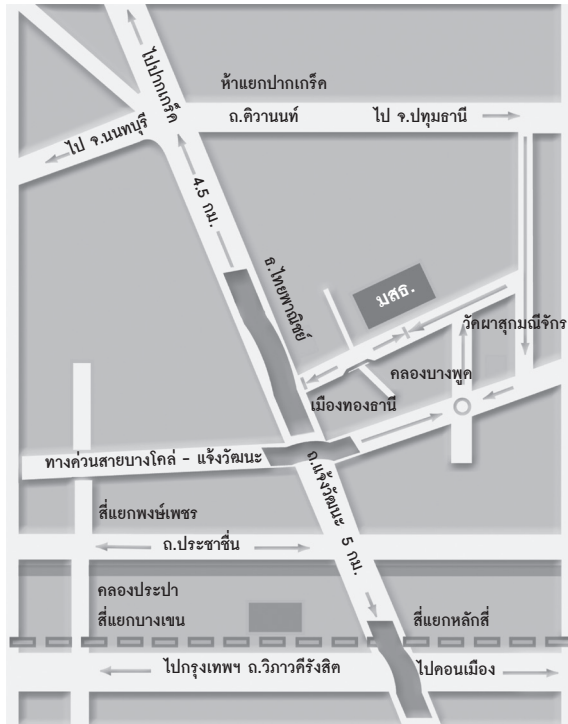 ไปปากเกร็ด
ห้าแยกปากเกร็ด
ถ.ติวานนท์
ไป จ.ปทุมธานี
ไป จ.นนทบุรี
4.5 กม.
ธ.ไทยพาณิชย์
มสธ.
วัดผาสุกมณีจักร
คลองบางพูด
เมืองทองธานี
ทางด่วนสายบางโคล่ - แจ้งวัฒนะ
ถ.แจ้งวัฒนะ 5 กม.
สี่แยกพงษ์เพชร
ถ.ประชาชื่น
คลองประปา
สี่แยกบางเขน
สี่แยกหลักสี่
ไปกรุงเทพฯ ถ.วิภาวดีรังสิต
ไปดอนเมือง